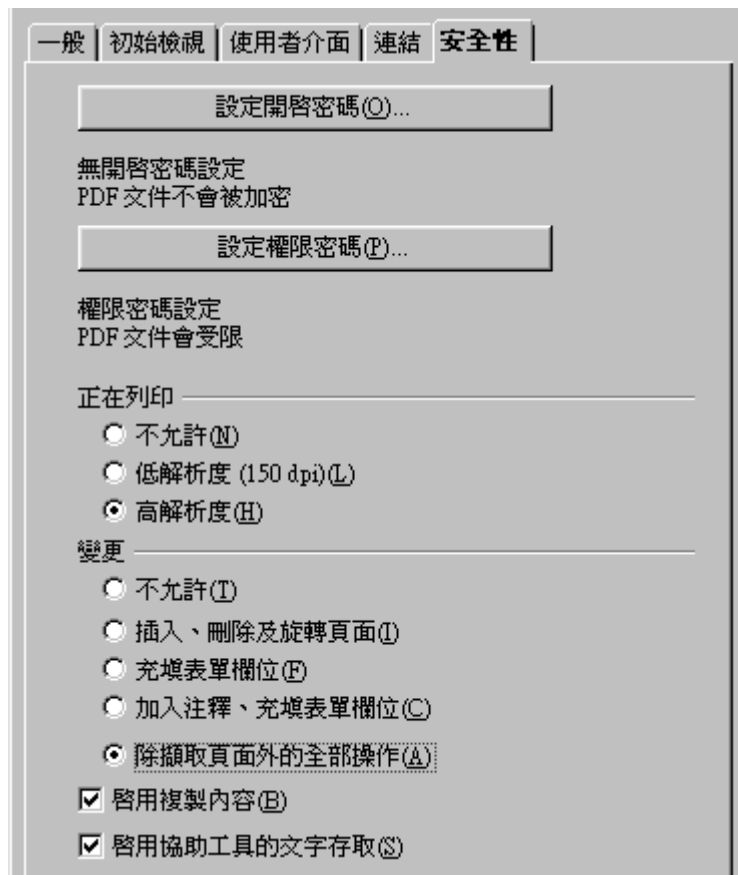 一般 初始檢視 使用者介面 連結 安全性
設定開啓密碼(O)...
無開啓密碼設定
PDF 文件不會被加密
設定權限密碼(P)...
權限密碼設定
PDF 文件會受限
正在列印
不允許(N)
低解析度 (150 dpi)(L)
高解析度(H)
變更
不允許(T)
插入、刪除及旋轉頁面(I)
充填表單欄位(F)
加入注釋、充填表單欄位(C)
除擷取頁面外的全部操作(A)
啓用複製內容(B)
啓用協助工具的文字存取(S)